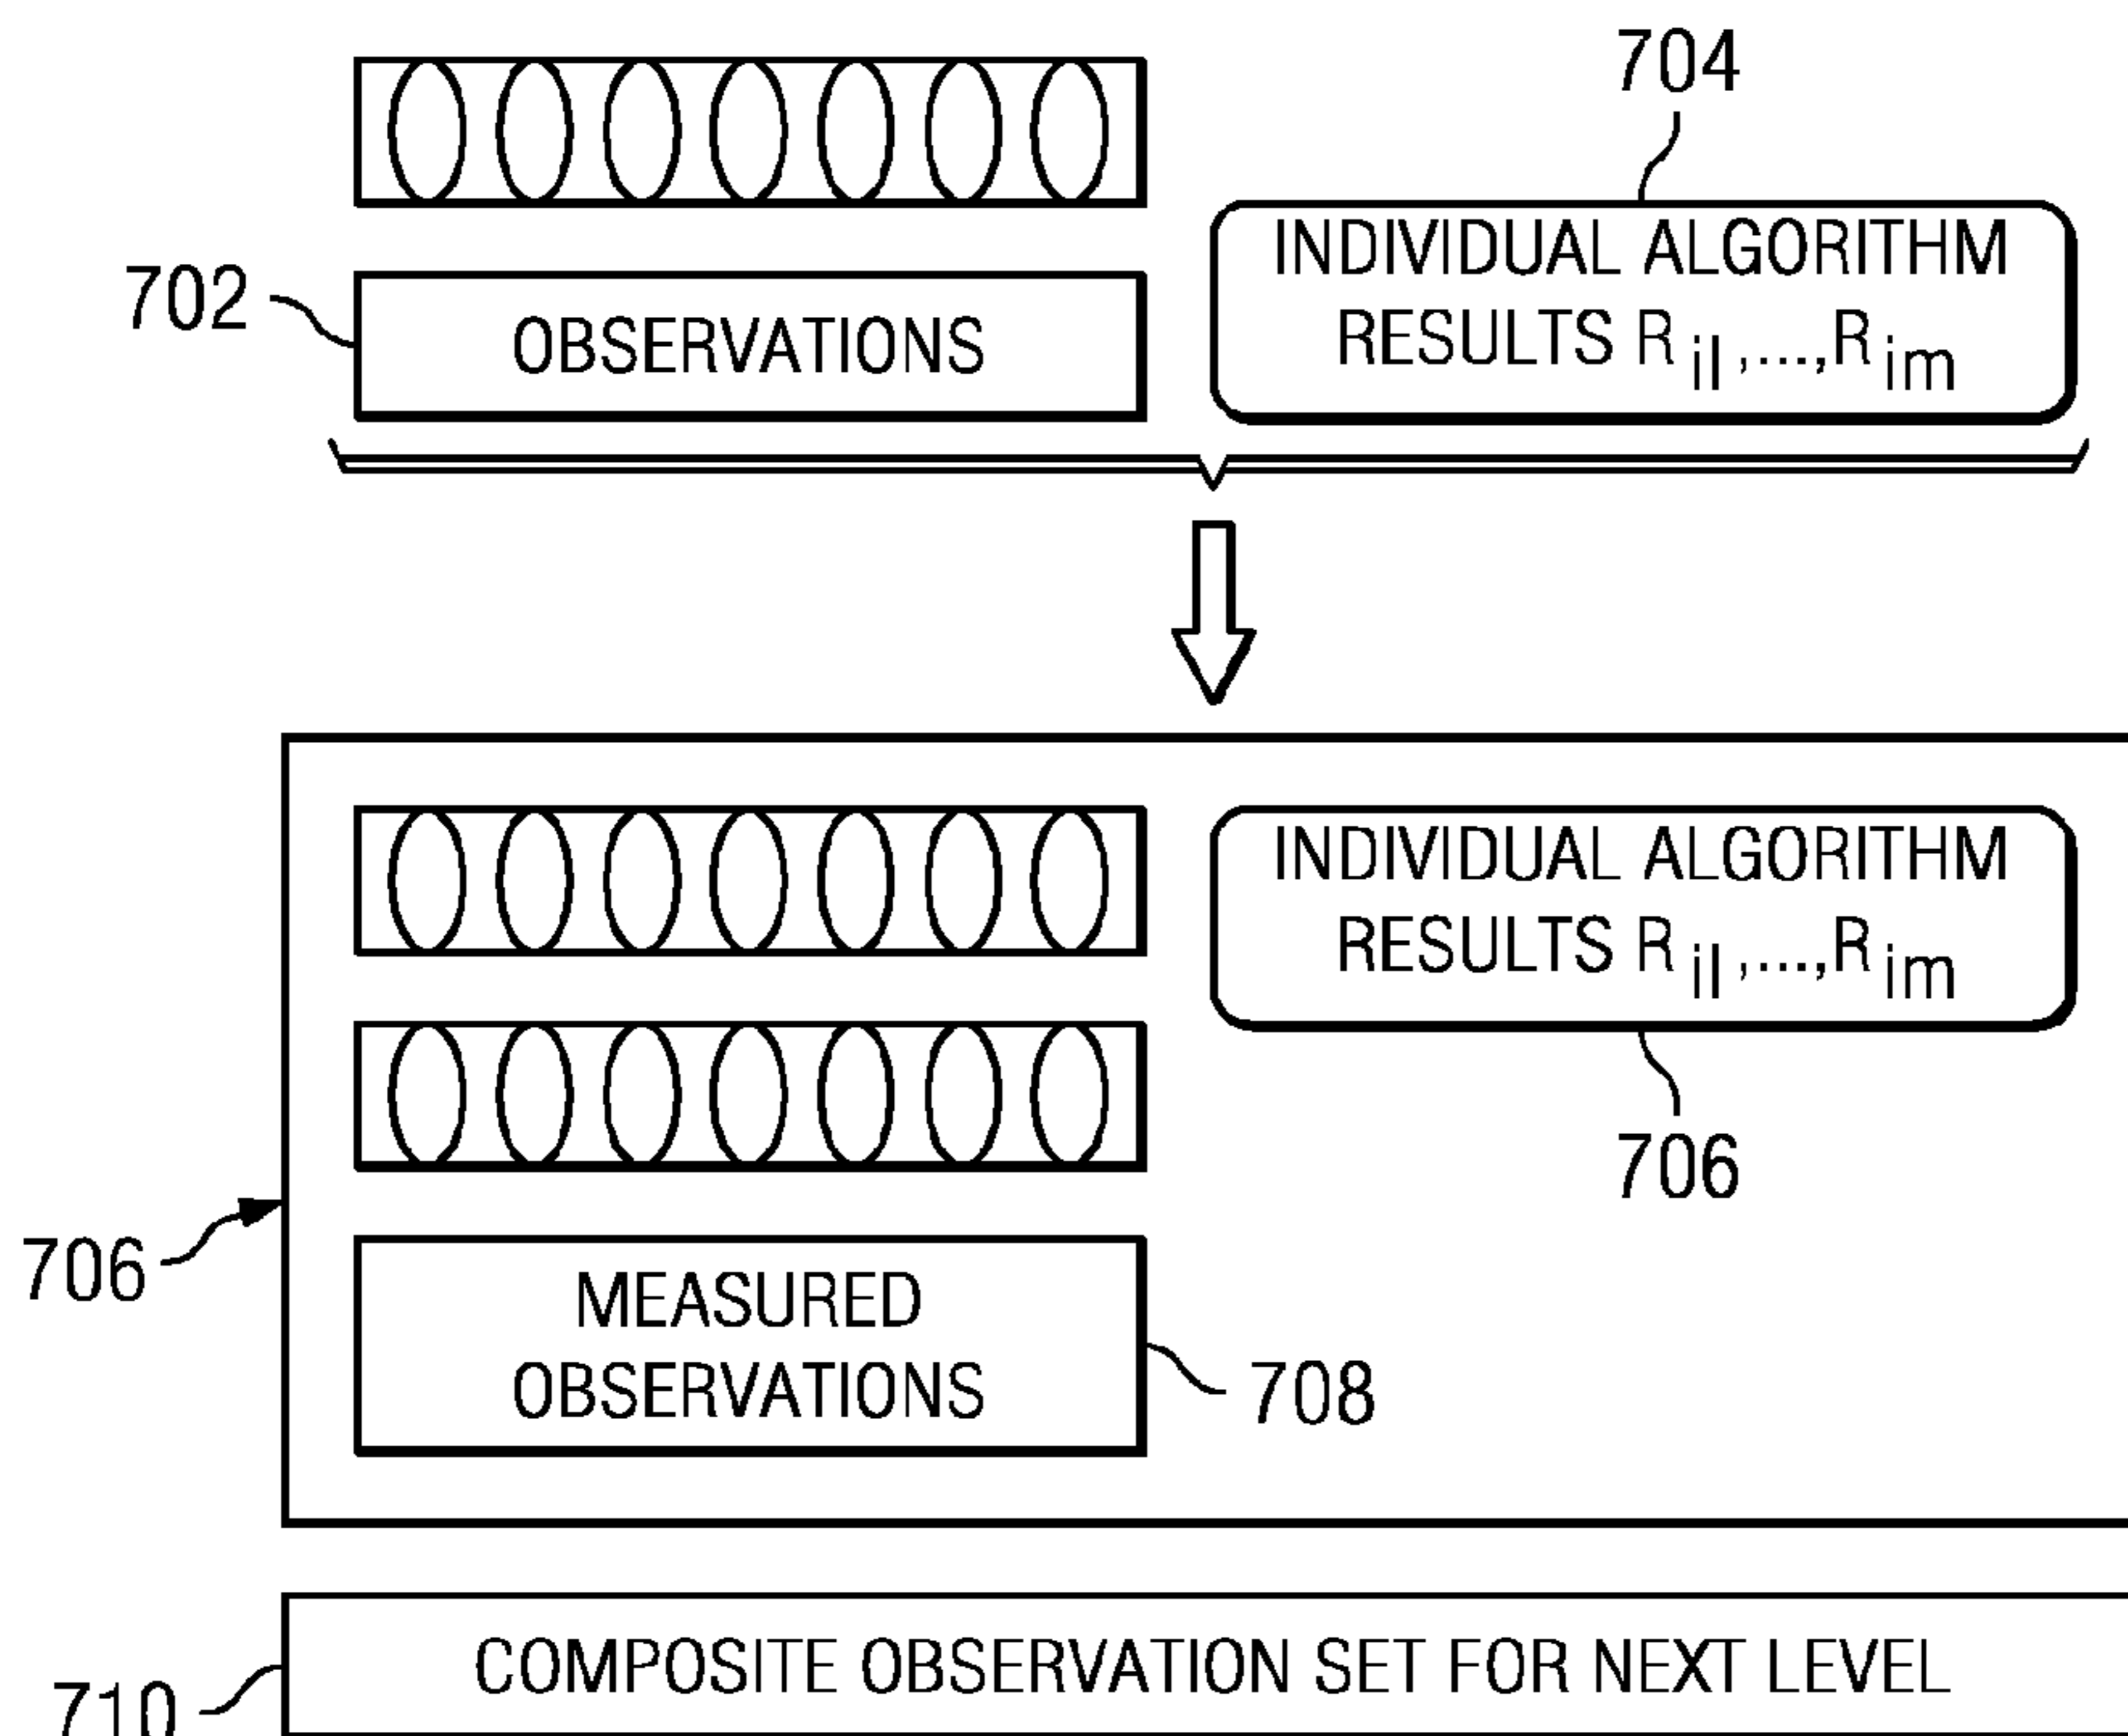 704
INDIVIDUAL ALGORITHM
RESULTS R il ,...,R im
702
OBSERVATIONS
INDIVIDUAL ALGORITHM
RESULTS R il ,...,R im
706
706
MEASURED
OBSERVATIONS
708
COMPOSITE OBSERVATION SET FOR NEXT LEVEL
710